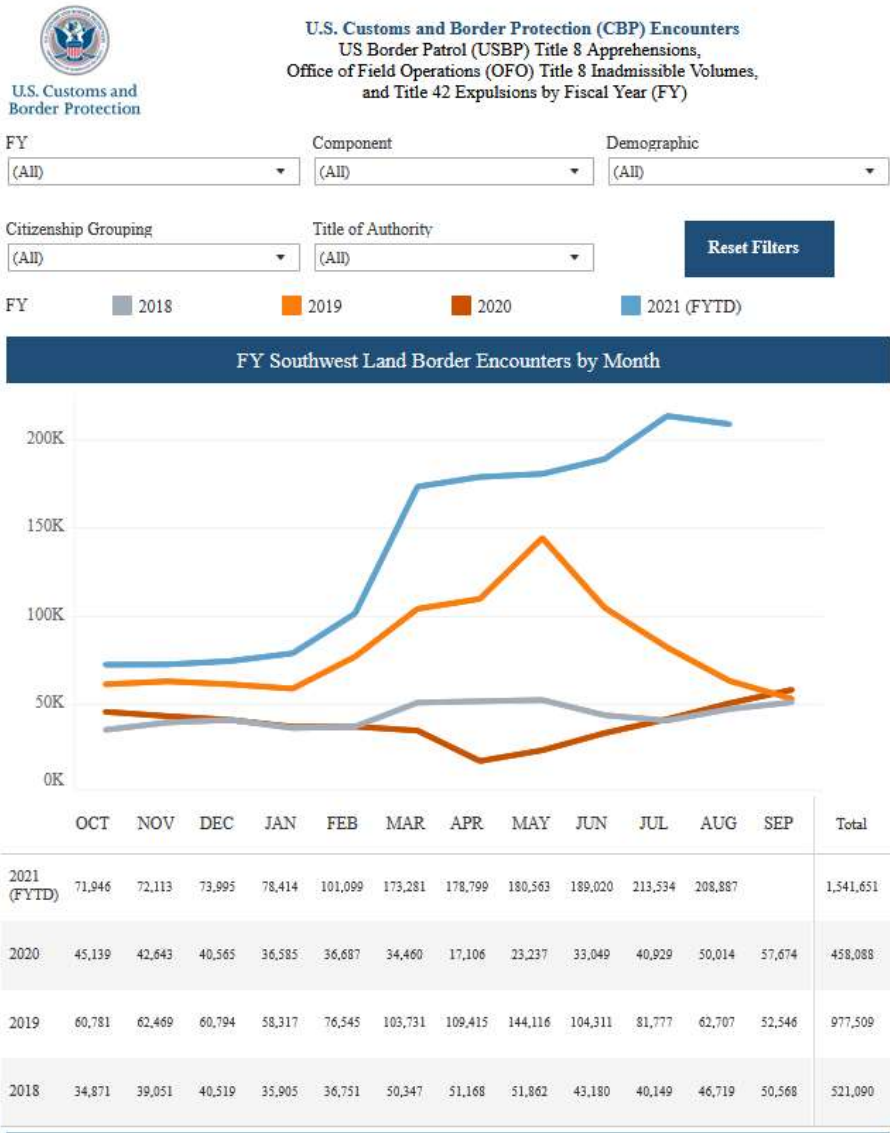 U.S. Customs and Border Protection (CBP) Encounters
US Border Patrol (USBP) Title 8 Apprehensions,
Office of Field Operations (OFO) Title 8 Inadmissible Volumes,
and Title 42 Expulsions by Fiscal Year (FY)
U.S. Customs and
Border Protection
FY Component Demographic
(All) (All) (All)
Citizenship Grouping Title of Authority
(All) (All)
Reset Filters
FY 2018 2019 2020 2021 (FYTD)
FY Southwest Land Border Encounters by Month
200K
150K
100K
50K
0K
OCT NOV DEC JAN FEB MAR APR MAY JUN JUL AUG SEP Total
2021
(FYTD) 71,946 72,113 73,995 78,414 101,099 173,281 178,799 180,563 189,020 213,534 208,887 1,541,651
2020 45,139 42,643 40,565 36,585 36,687 34,460 17,106 23,237 33,049 40,929 50,014 57,674 458,088
2019 60,781 62,469 60,794 58,317 76,545 103,731 109,415 144,116 104,311 81,777 62,707 52,546 977,509
2018 34,871 39,051 40,519 35,905 36,751 50,347 51,168 51,862 43,180 40,149 46,719 50,568 521,090